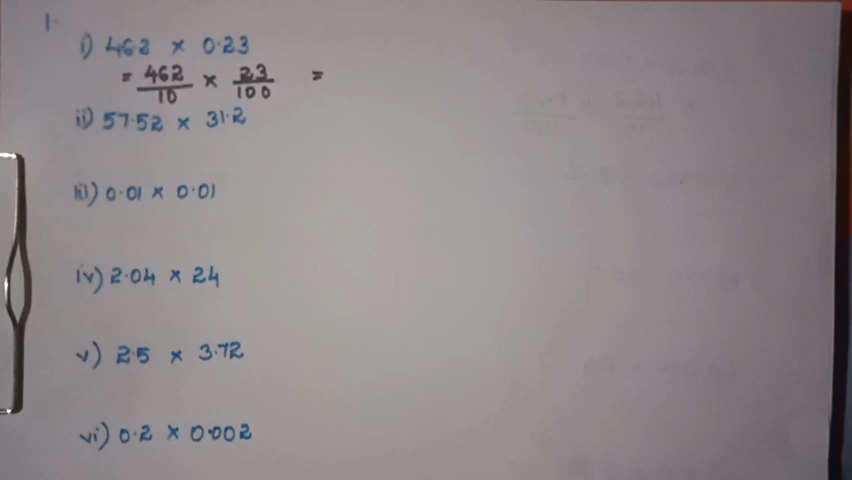 1.
i) 46.2 × 0.23
= 462/10 × 23/100 =
ii) 57.52 × 31.2
iii) 0.01 × 0.01
iv) 2.04 × 24
v) 2.5 × 3.72
vi) 0.2 × 0.002